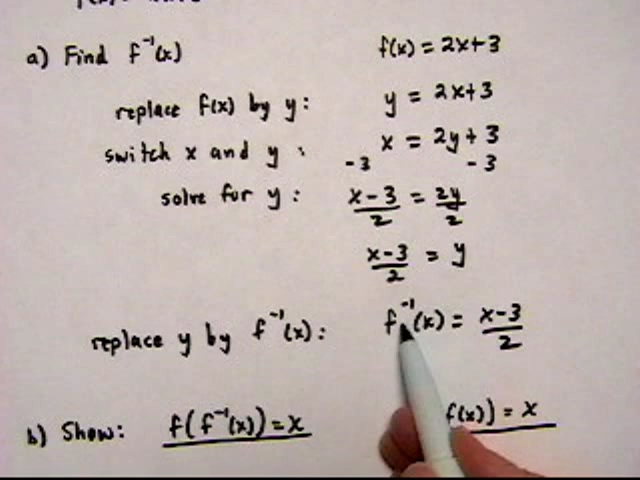 a) Find f⁻¹(x) f(x) = 2x+3
replace f(x) by y: y = 2x+3
switch x and y: x = 2y+3
-3 -3
solve for y: x-3/2 = 2y/2
x-3/2 = y
replace y by f⁻¹(x): f⁻¹(x) = x-3/2
b) Show: f(f⁻¹(x)) = x f(x)) = x